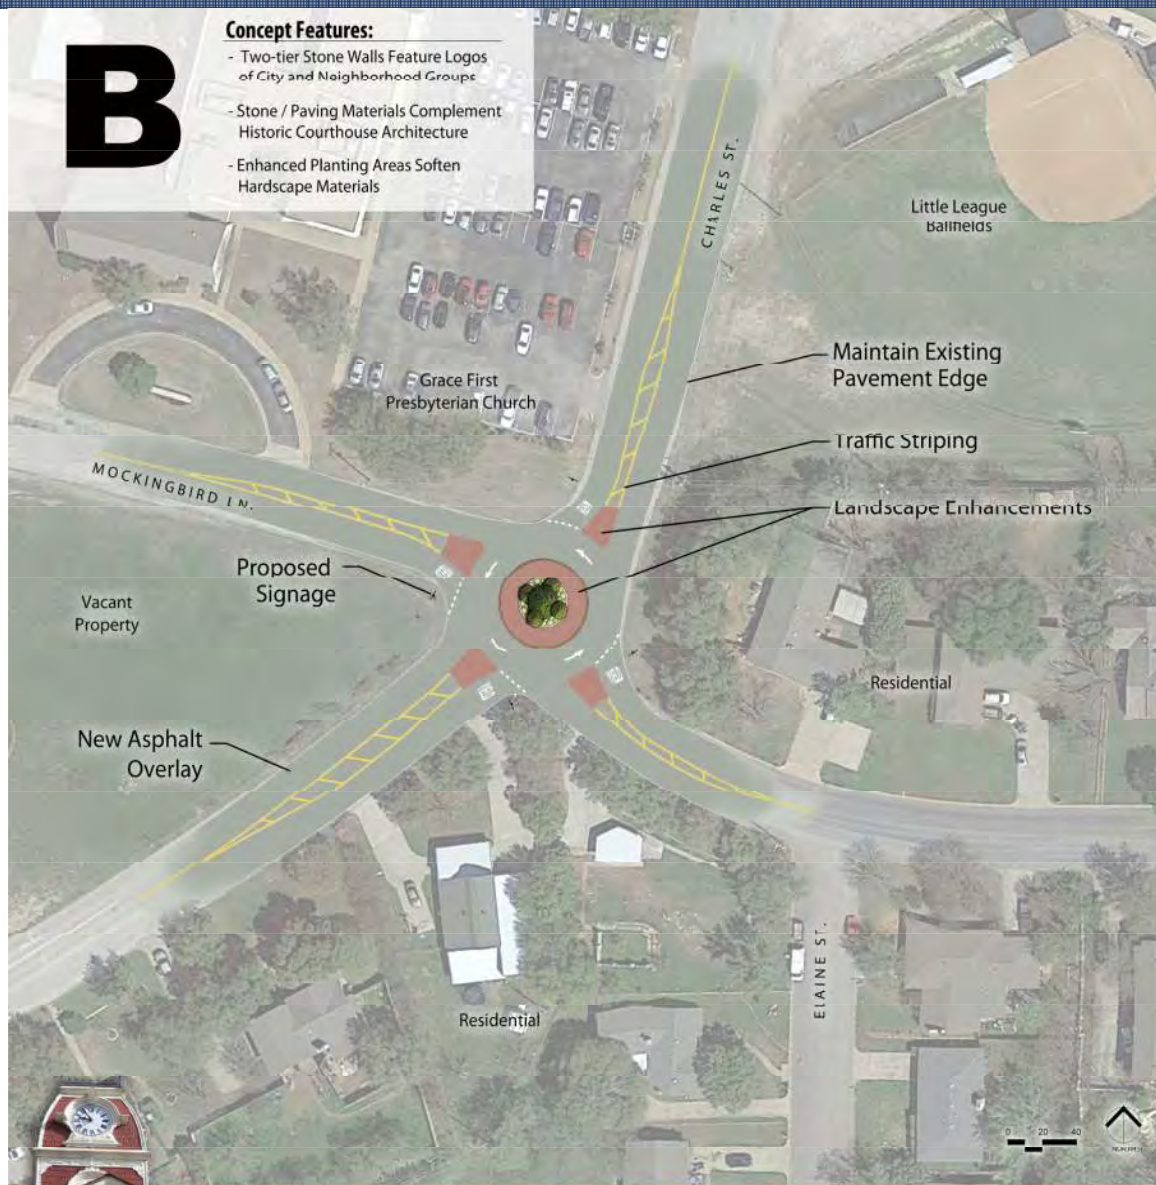 B
Concept Features:
- Two-tier Stone Walls Feature Logos
of City and Neighborhood Groups
- Stone / Paving Materials Complement
Historic Courthouse Architecture
- Enhanced Planting Areas Soften
Hardscape Materials
CHARLES ST.
Little League
Ballfields
Maintain Existing
Pavement Edge
Grace First
Presbyterian Church
Traffic Striping
MOCKINGBIRD LN.
Landscape Enhancements
Proposed
Signage
Vacant
Property
Residential
New Asphalt
Overlay
ELAINE ST.
Residential
0 20 40